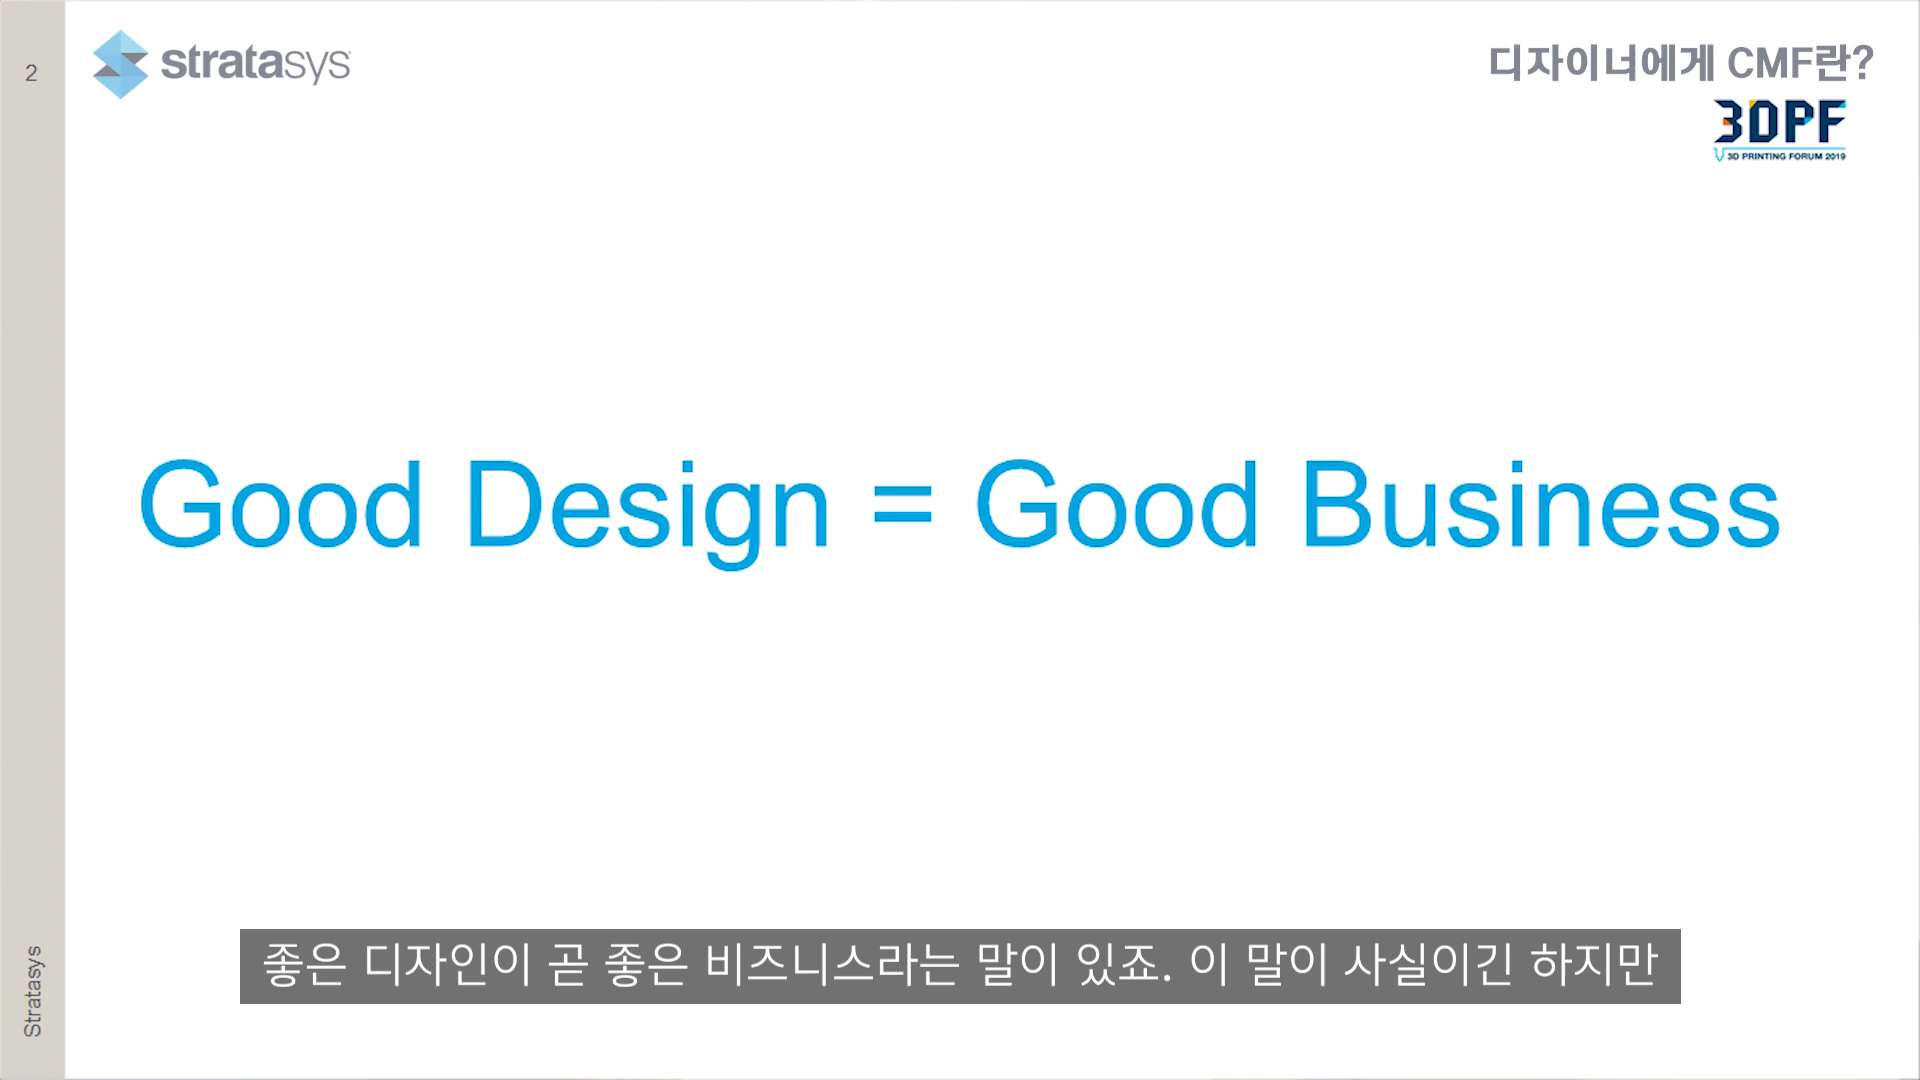 2
stratasys
디자이너에게 CMF란?
3DPF
3D PRINTING FORUM 2019
Good Design = Good Business
좋은 디자인이 곧 좋은 비즈니스라는 말이 있죠. 이 말이 사실이긴 하지만
Stratasys